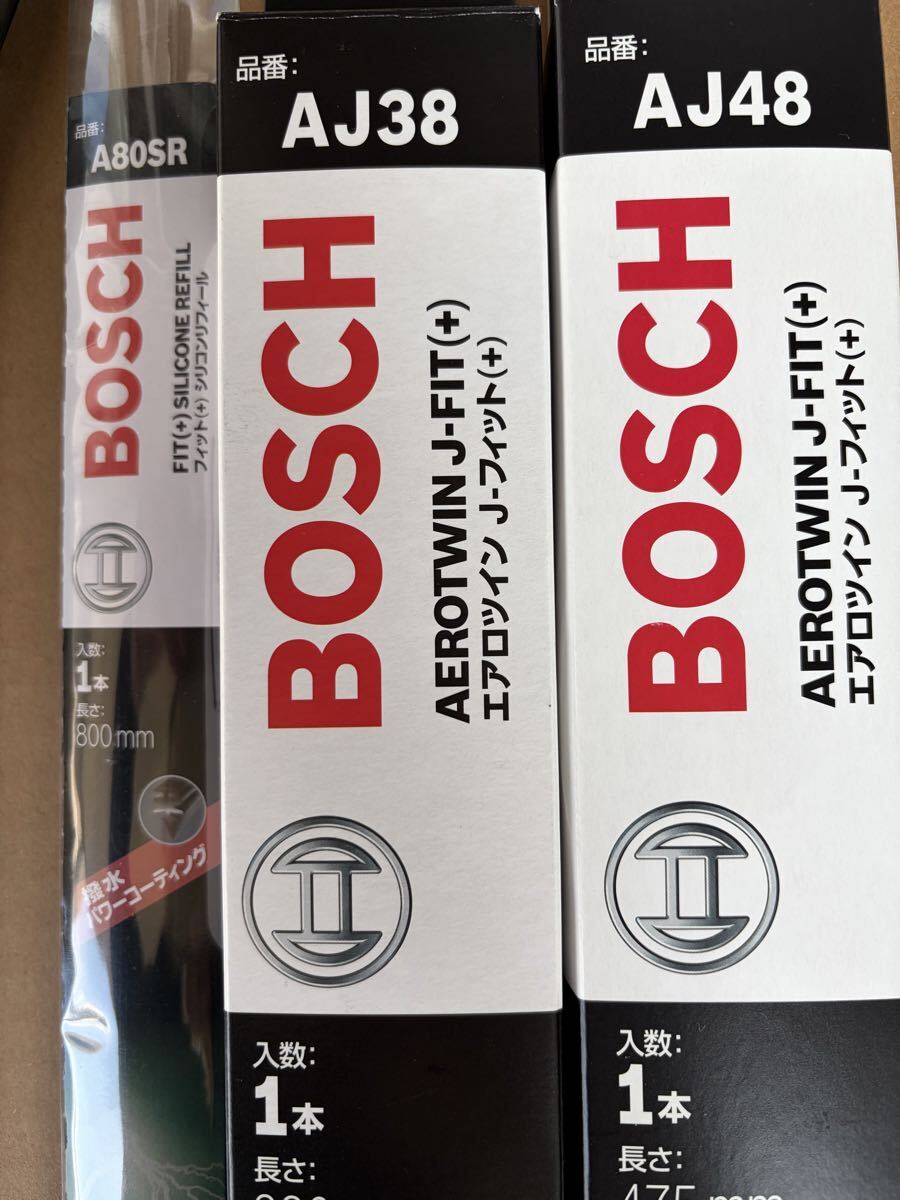 品番:
A80SR
BOSCH
FIT(+) SILICONE REFILL
フィット(+) シリコンリフィール
入数:
1本
長さ:
800mm
撥水
パワーコーティング
品番:
AJ38
BOSCH
AEROTWIN J-FIT(+)
エアロツイン J-フィット(+)
入数:
1本
長さ:
品番:
AJ48
BOSCH
AEROTWIN J-FIT(+)
エアロツイン J-フィット(+)
入数:
1本
長さ:
475mm